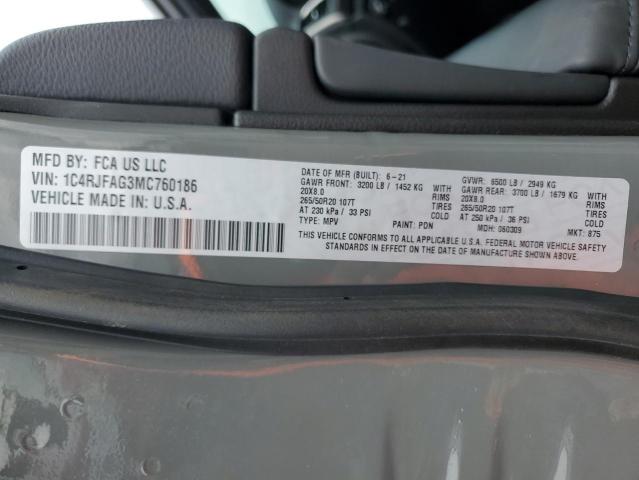 MFD BY: FCA US LLC
VIN: 1C4RJFAG3MC760186
VEHICLE MADE IN: U.S.A.
DATE OF MFR (BUILT): 6-21
GAWR FRONT: 3200 LB / 1452 KG WITH
20X8.0 RIMS
265/50R20 107T TIRES
AT 230 kPa / 33 PSI COLD
TYPE: MPV PAINT: PDN
GVWR: 6500 LB / 2949 KG
GAWR REAR: 3700 LB / 1679 KG WITH
20X8.0 RIMS
265/50R20 107T TIRES
AT 250 kPa / 36 PSI COLD
MDH: 060309 MKT: 875
THIS VEHICLE CONFORMS TO ALL APPLICABLE U.S.A. FEDERAL MOTOR VEHICLE SAFETY
STANDARDS IN EFFECT ON THE DATE OF MANUFACTURE SHOWN ABOVE.